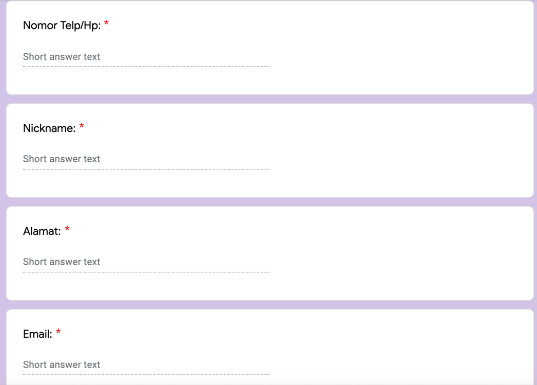 Nomor Telp/Hp: *
Short answer text
Nickname: *
Short answer text
Alamat: *
Short answer text
Email: *
Short answer text